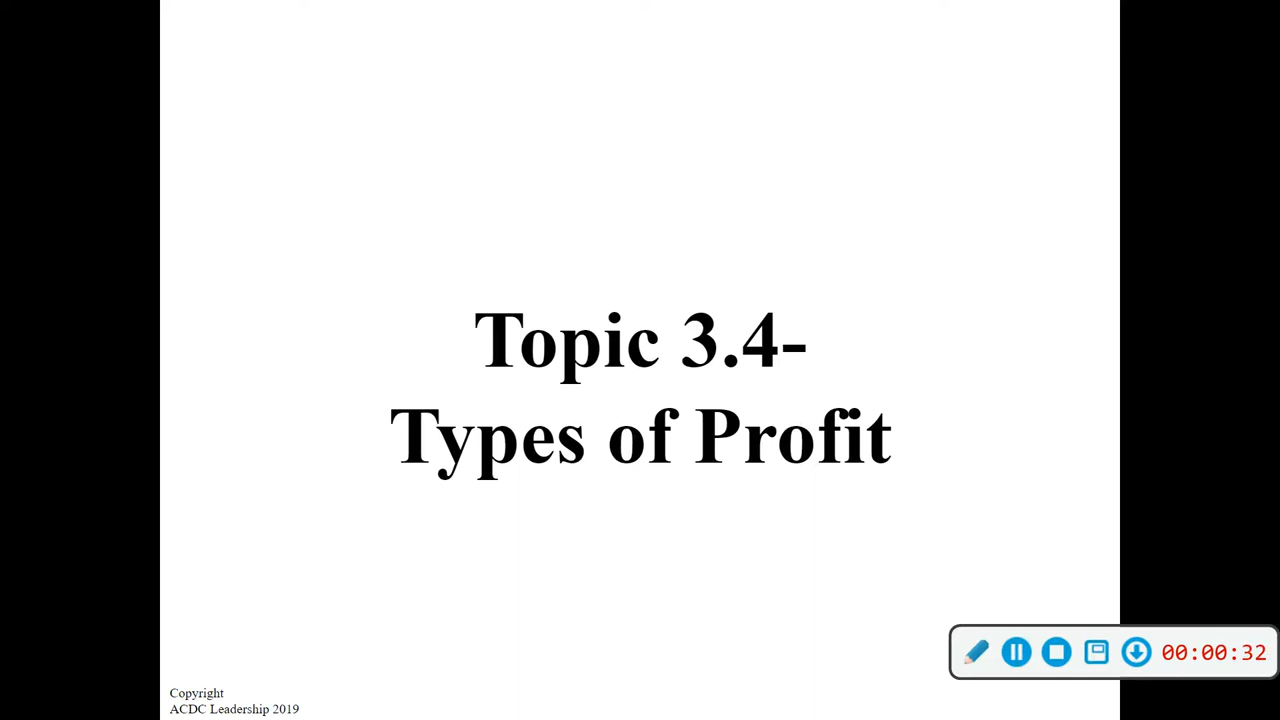 Topic 3.4-
Types of Profit
00:00:32
Copyright
ACDC Leadership 2019